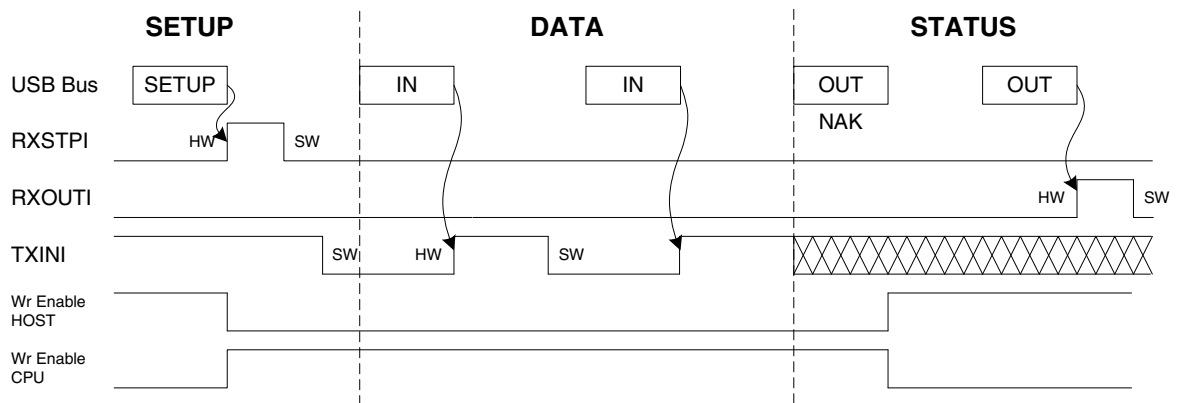 SETUP DATA STATUS
USB Bus SETUP IN IN OUT OUT
NAK
RXSTPI HW SW
RXOUTI HW SW
TXINI SW HW SW
Wr Enable
HOST
Wr Enable
CPU